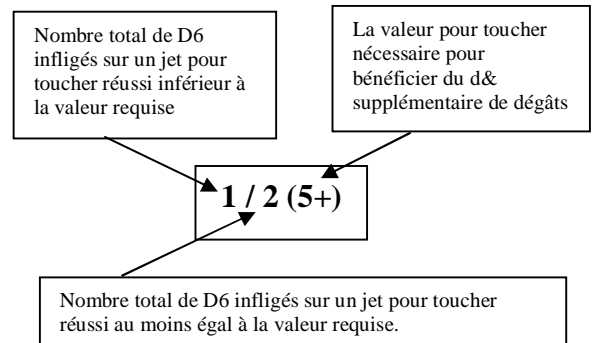 Nombre total de D6
infligés sur un jet pour
toucher réussi inférieur à
la valeur requise
La valeur pour toucher
nécessaire pour
bénéficier du d&
supplémentaire de dégâts
1 / 2 (5+)
Nombre total de D6 infligés sur un jet pour toucher
réussi au moins égal à la valeur requise.